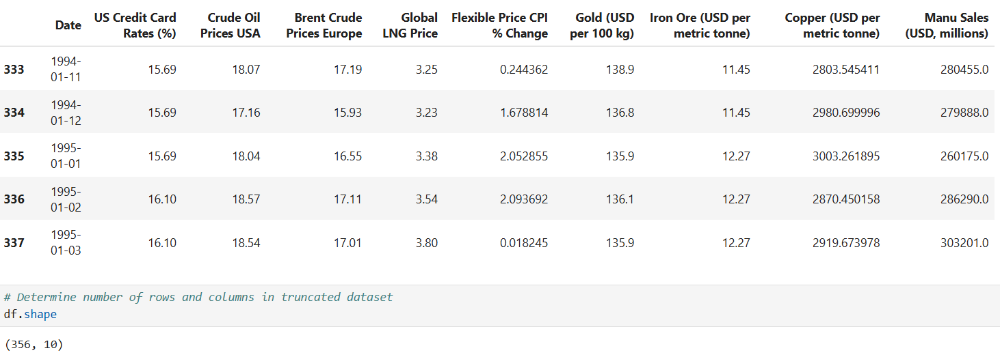 Date US Credit Card Rates (%) Crude Oil Prices USA Brent Crude Prices Europe Global LNG Price Flexible Price CPI % Change Gold (USD per 100 kg) Iron Ore (USD per metric tonne) Copper (USD per metric tonne) Manu Sales (USD, millions)
333 1994-01-11 15.69 18.07 17.19 3.25 0.244362 138.9 11.45 2803.545411 280455.0
334 1994-01-12 15.69 17.16 15.93 3.23 1.678814 136.8 11.45 2980.699996 279888.0
335 1995-01-01 15.69 18.04 16.55 3.38 2.052855 135.9 12.27 3003.261895 260175.0
336 1995-01-02 16.10 18.57 17.11 3.54 2.093692 136.1 12.27 2870.450158 286290.0
337 1995-01-03 16.10 18.54 17.01 3.80 0.018245 135.9 12.27 2919.673978 303201.0
# Determine number of rows and columns in truncated dataset
df.shape
(356, 10)